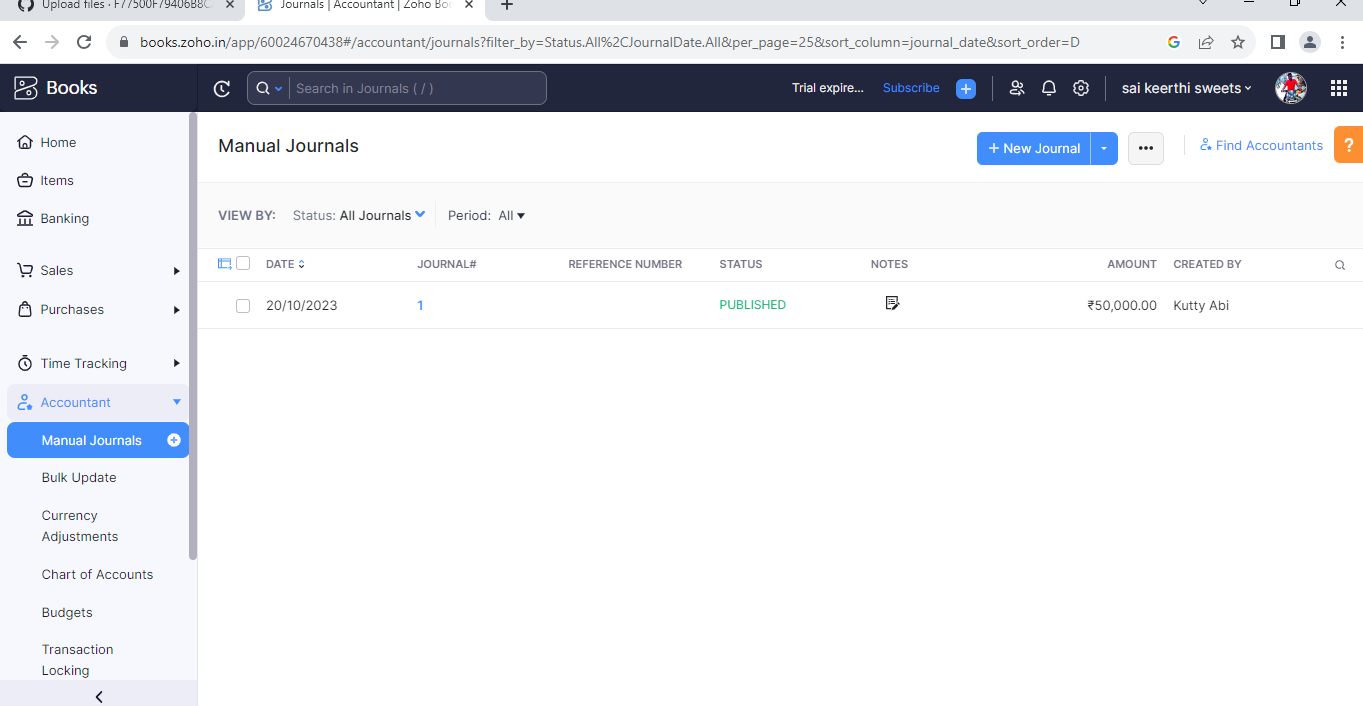 Upload files · F77500F79406B8C
Journals | Accountant | Zoho Boo
books.zoho.in/app/60024670438#/accountant/journals?filter_by=Status.All%2CJournalDate.All&per_page=25&sort_column=journal_date&sort_order=D
Books
Search in Journals ( / )
Trial expire...
Subscribe
sai keerthi sweets
Home
Items
Banking
Sales
Purchases
Time Tracking
Accountant
Manual Journals
Bulk Update
Currency
Adjustments
Chart of Accounts
Budgets
Transaction
Locking
Manual Journals
+ New Journal
Find Accountants
?
VIEW BY: Status: All Journals Period: All
DATE JOURNAL# REFERENCE NUMBER STATUS NOTES AMOUNT CREATED BY
20/10/2023 1 PUBLISHED ₹50,000.00 Kutty Abi